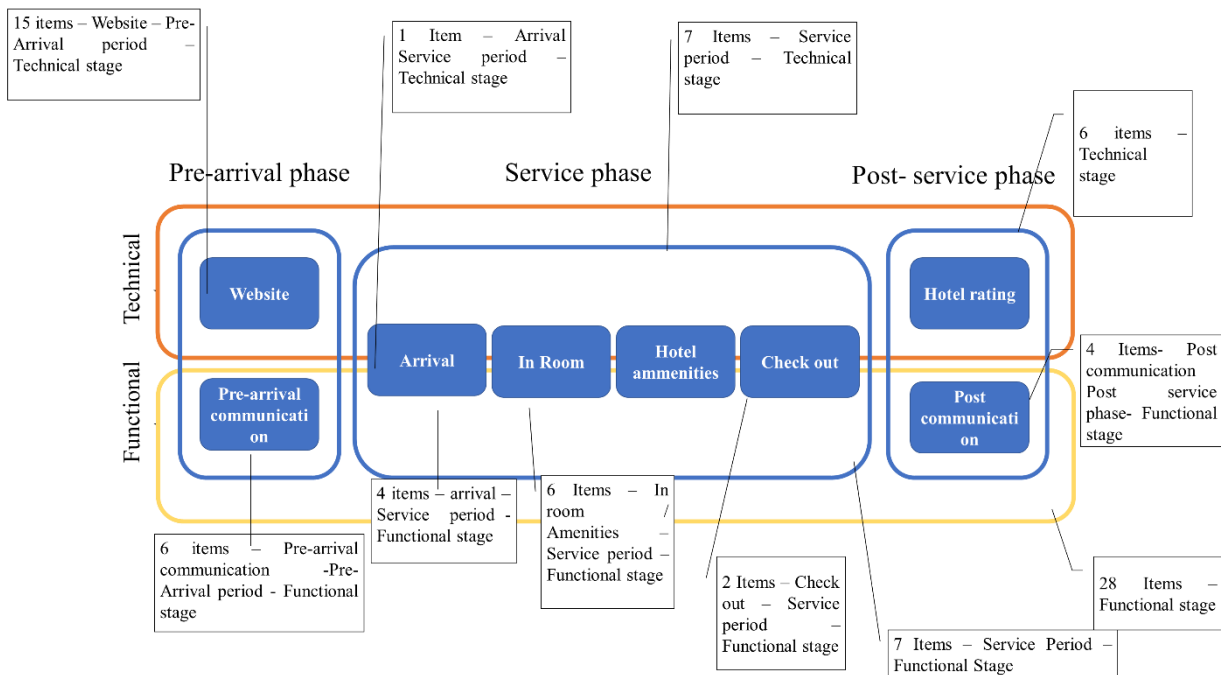 15 items – Website – Pre-
Arrival period –
Technical stage
1 Item – Arrival
Service period –
Technical stage
7 Items – Service
period – Technical
stage
6 items –
Technical
stage
Pre-arrival phase
Service phase
Post- service phase
Technical
Functional
Website
Hotel rating
Arrival
In Room
Hotel
ammenities
Check out
Pre-arrival
communicati
on
Post
communicati
on
4 Items- Post
communication
Post service
phase- Functional
stage
4 items – arrival –
Service period -
Functional stage
6 Items – In
room /
Amenities –
Service period –
Functional stage
6 items – Pre-arrival
communication -Pre-
Arrival period - Functional
stage
2 Items – Check
out – Service
period –
Functional stage
28 Items –
Functional stage
7 Items – Service Period –
Functional Stage